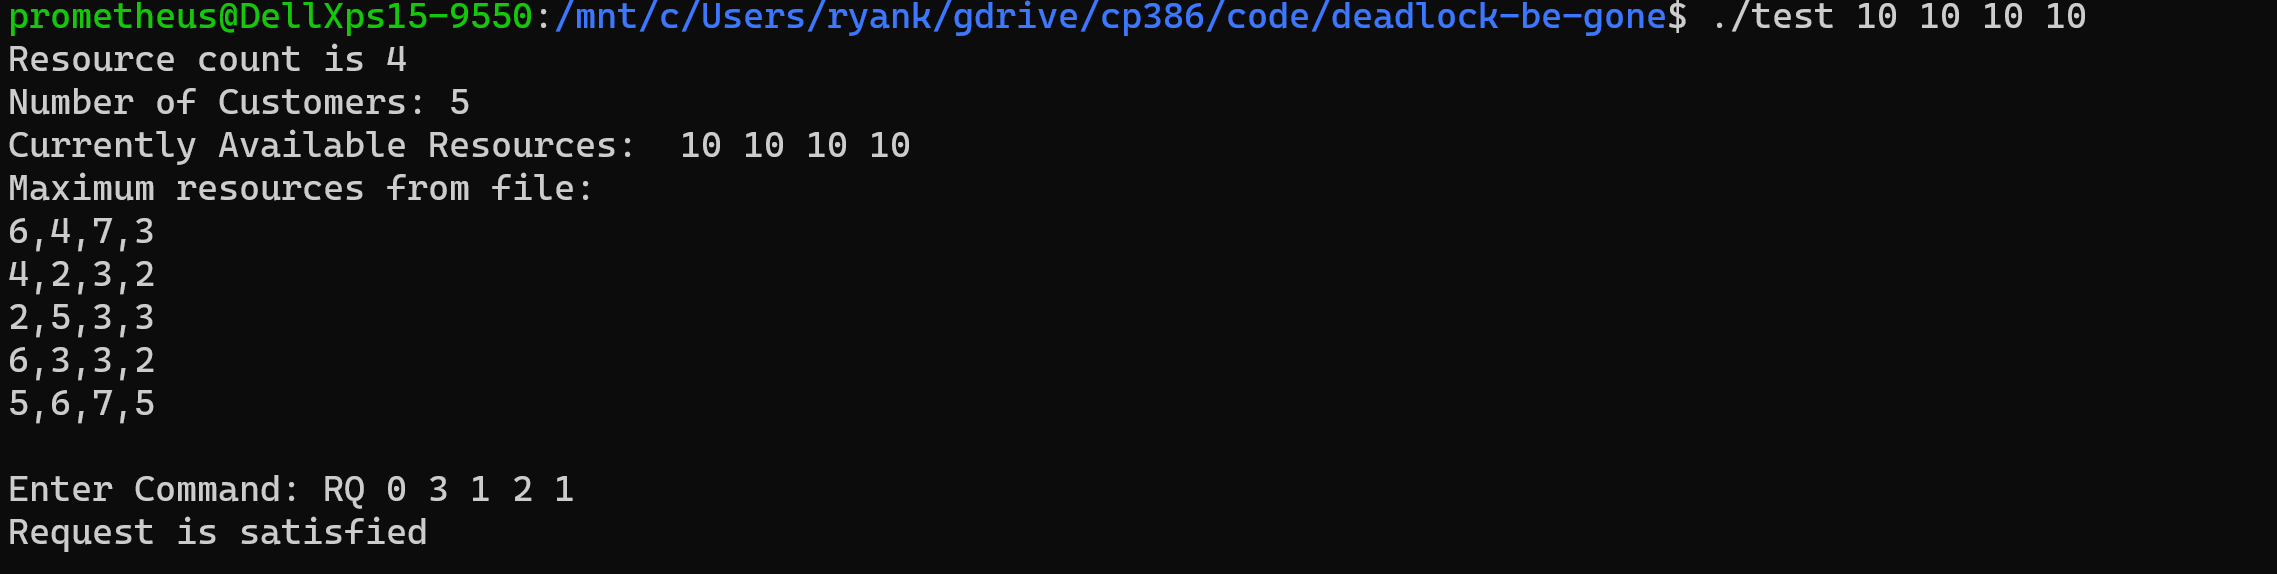 prometheus@DellXps15-9550:/mnt/c/Users/ryank/gdrive/cp386/code/deadlock-be-gone$ ./test 10 10 10 10
Resource count is 4
Number of Customers: 5
Currently Available Resources:  10 10 10 10
Maximum resources from file:
6,4,7,3
4,2,3,2
2,5,3,3
6,3,3,2
5,6,7,5
Enter Command: RQ 0 3 1 2 1
Request is satisfied